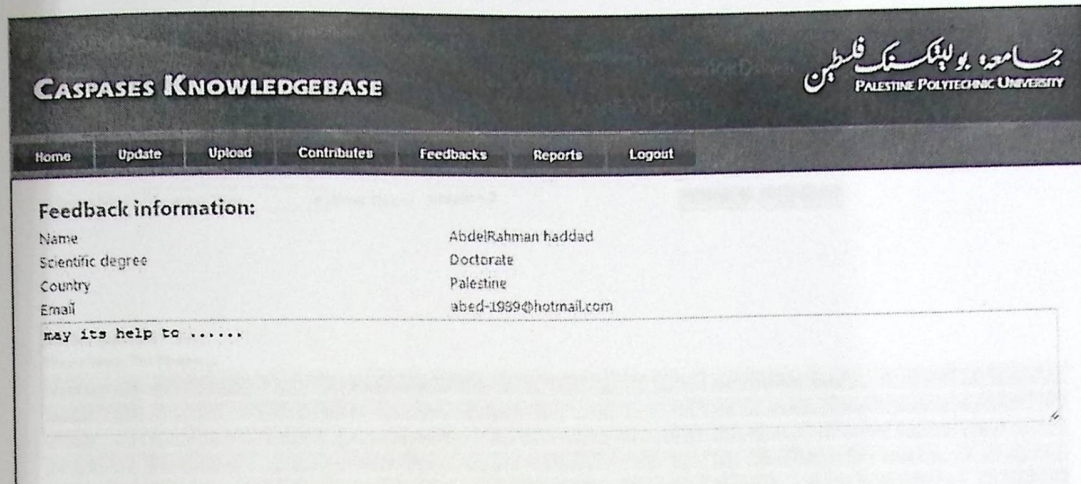 CASPASES KNOWLEDGEBASE
جامعة بوليتكنك فلسطين
PALESTINE POLYTECHNIC UNIVERSITY
Home Update Upload Contributes Feedbacks Reports Logout
Feedback information:
Name AbdelRahman haddad
Scientific degree Doctorate
Country Palestine
Email abed-1989@hotmail.com
may its help to ......